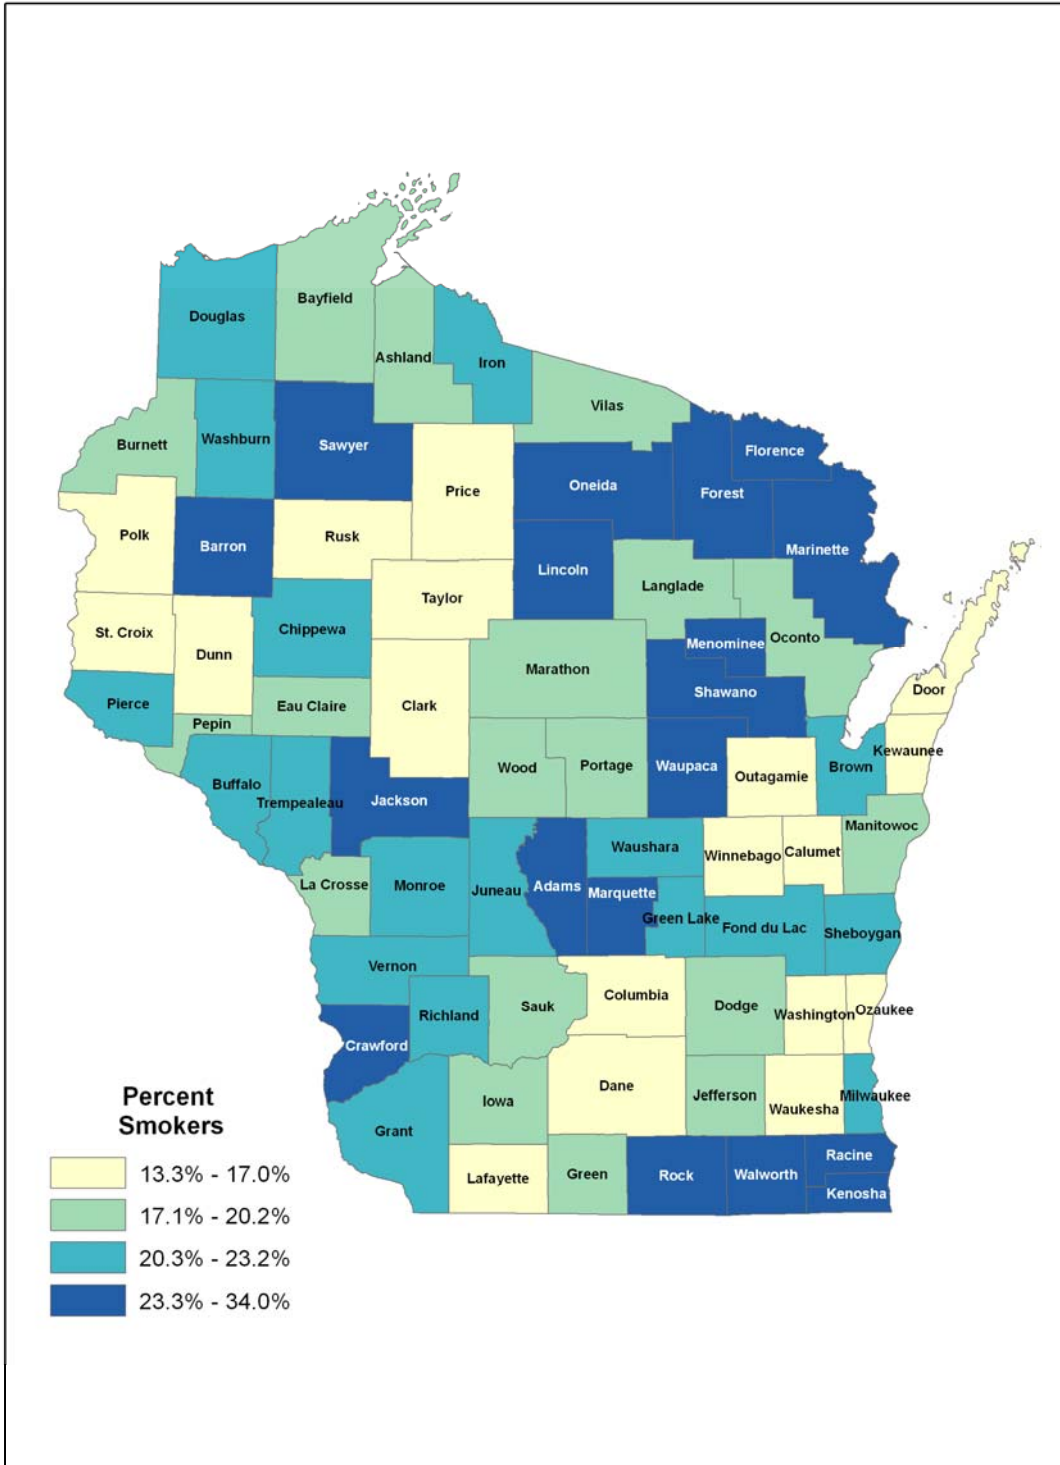 Douglas
Bayfield
Ashland
Iron
Vilas
Burnett
Washburn
Sawyer
Florence
Price
Oneida
Forest
Polk
Barron
Rusk
Marinette
Lincoln
Langlade
Taylor
St. Croix
Chippewa
Dunn
Menominee
Oconto
Marathon
Shawano
Door
Pierce
Eau Claire
Clark
Pepin
Kewaunee
Wood
Portage
Waupaca
Outagamie
Brown
Buffalo
Trempealeau
Jackson
Manitowoc
Waushara
Winnebago
Calumet
La Crosse
Monroe
Juneau
Adams
Marquette
Green Lake
Fond du Lac
Sheboygan
Vernon
Columbia
Sauk
Dodge
Richland
Washington
Ozaukee
Crawford
Dane
Jefferson
Waukesha
Milwaukee
Iowa
Grant
Racine
Lafayette
Green
Rock
Walworth
Kenosha
Percent
Smokers
13.3% - 17.0%
17.1% - 20.2%
20.3% - 23.2%
23.3% - 34.0%